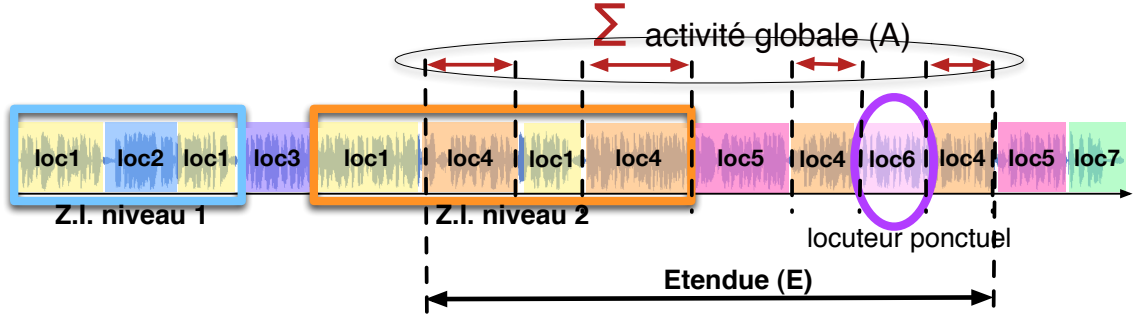 ∑ activité globale (A)
loc1 loc2 loc1 loc3 loc1 loc4 loc1 loc4 loc5 loc4 loc6 loc4 loc5 loc7
Z.I. niveau 1 Z.I. niveau 2
locuteur ponctuel
Etendue (E)